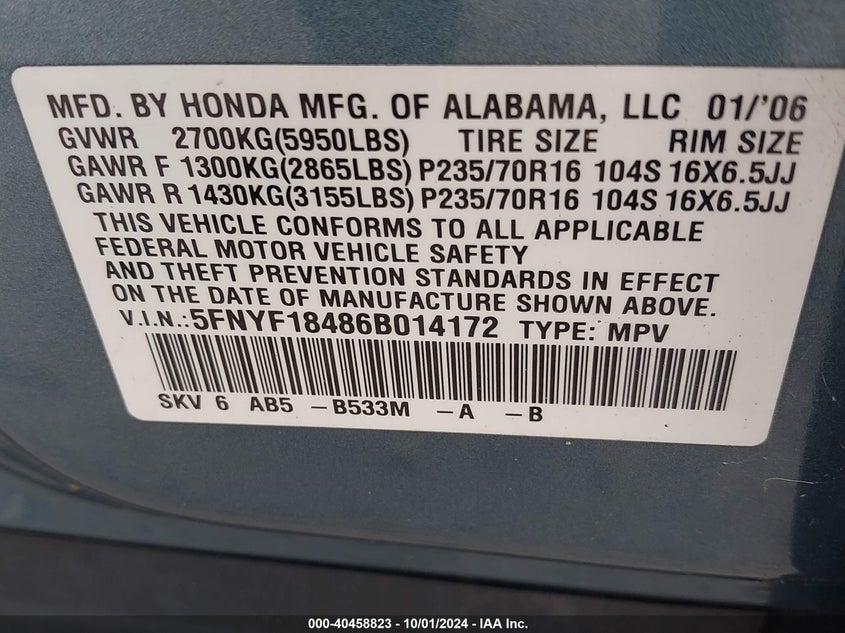 MFD. BY HONDA MFG. OF ALABAMA, LLC 01/'06
GVWR 2700KG(5950LBS) TIRE SIZE RIM SIZE
GAWR F 1300KG(2865LBS) P235/70R16 104S 16X6.5JJ
GAWR R 1430KG(3155LBS) P235/70R16 104S 16X6.5JJ
THIS VEHICLE CONFORMS TO ALL APPLICABLE
FEDERAL MOTOR VEHICLE SAFETY
AND THEFT PREVENTION STANDARDS IN EFFECT
ON THE DATE OF MANUFACTURE SHOWN ABOVE.
V.I.N.:5FNYF18486B014172 TYPE: MPV
SKV 6 AB5 -B533M -A -B
000-40458823 - 10/01/2024 - IAA Inc.